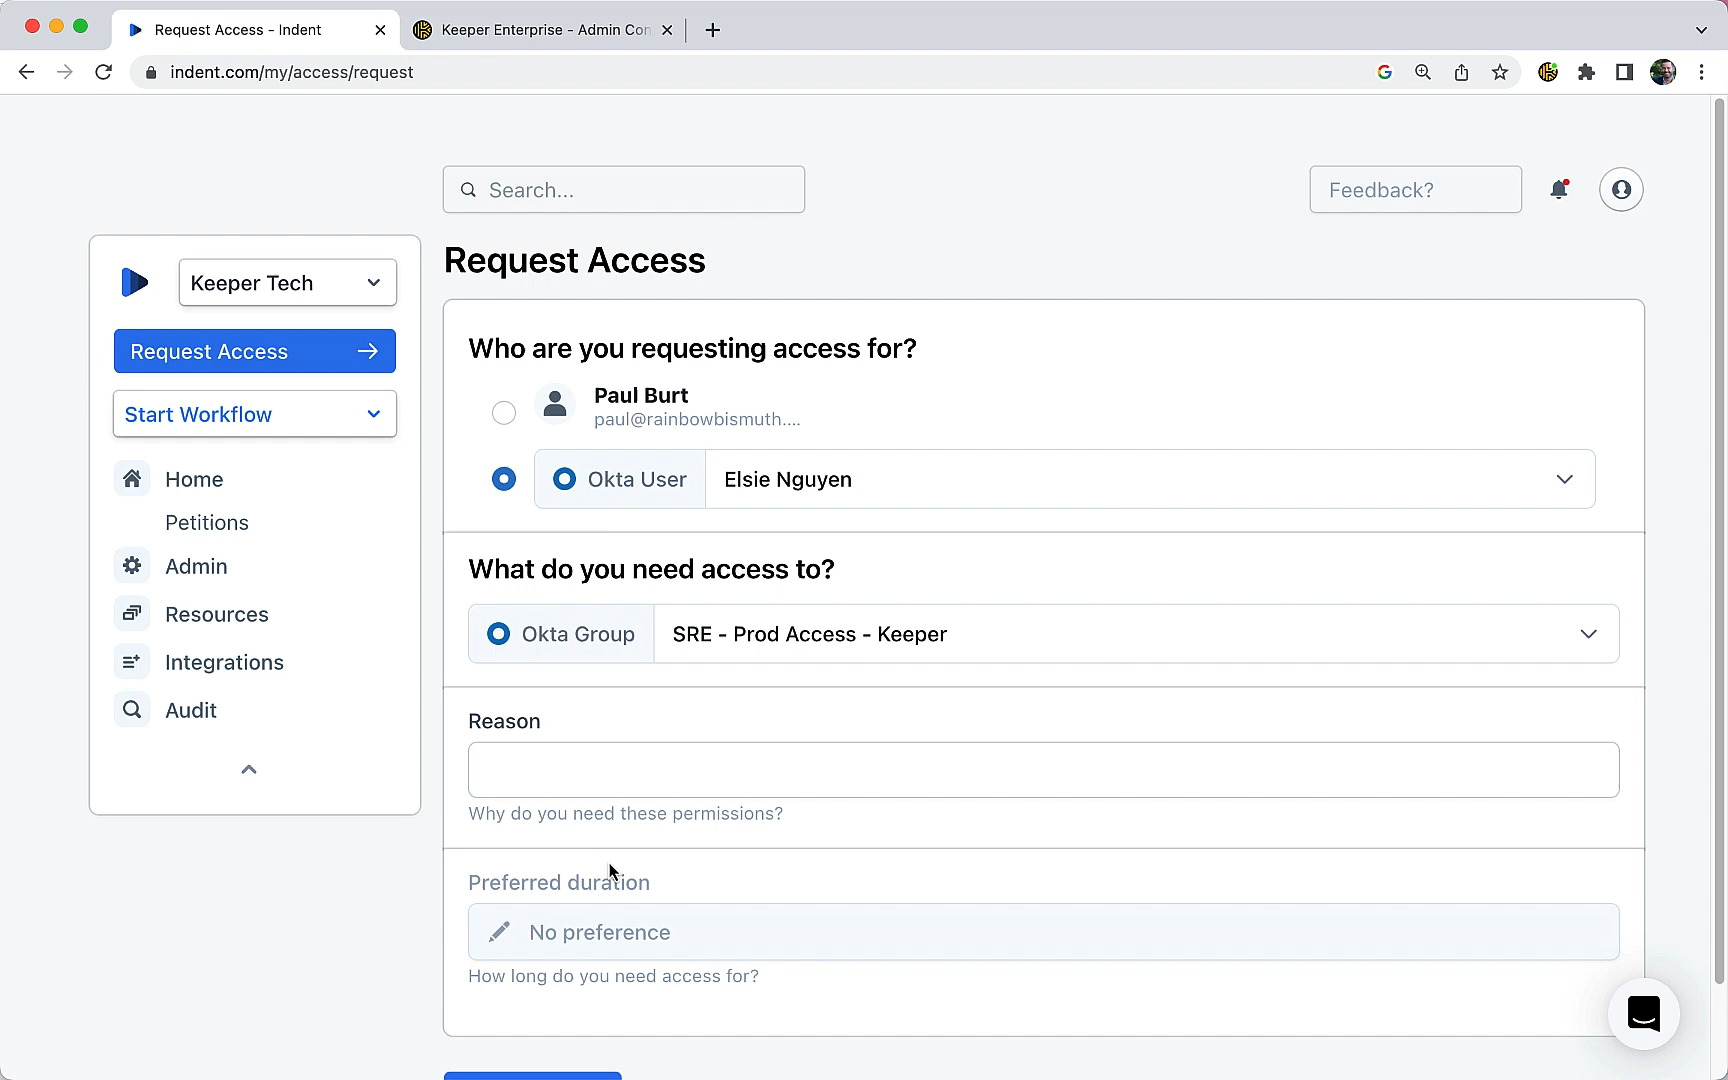 Request Access - Indent
Keeper Enterprise - Admin Con
indent.com/my/access/request
Search...
Feedback?
Keeper Tech
Request Access
Start Workflow
Home
Petitions
Admin
Resources
Integrations
Audit
Request Access
Who are you requesting access for?
Paul Burt
paul@rainbowbismuth....
Okta User
Elsie Nguyen
What do you need access to?
Okta Group
SRE - Prod Access - Keeper
Reason
Why do you need these permissions?
Preferred duration
No preference
How long do you need access for?